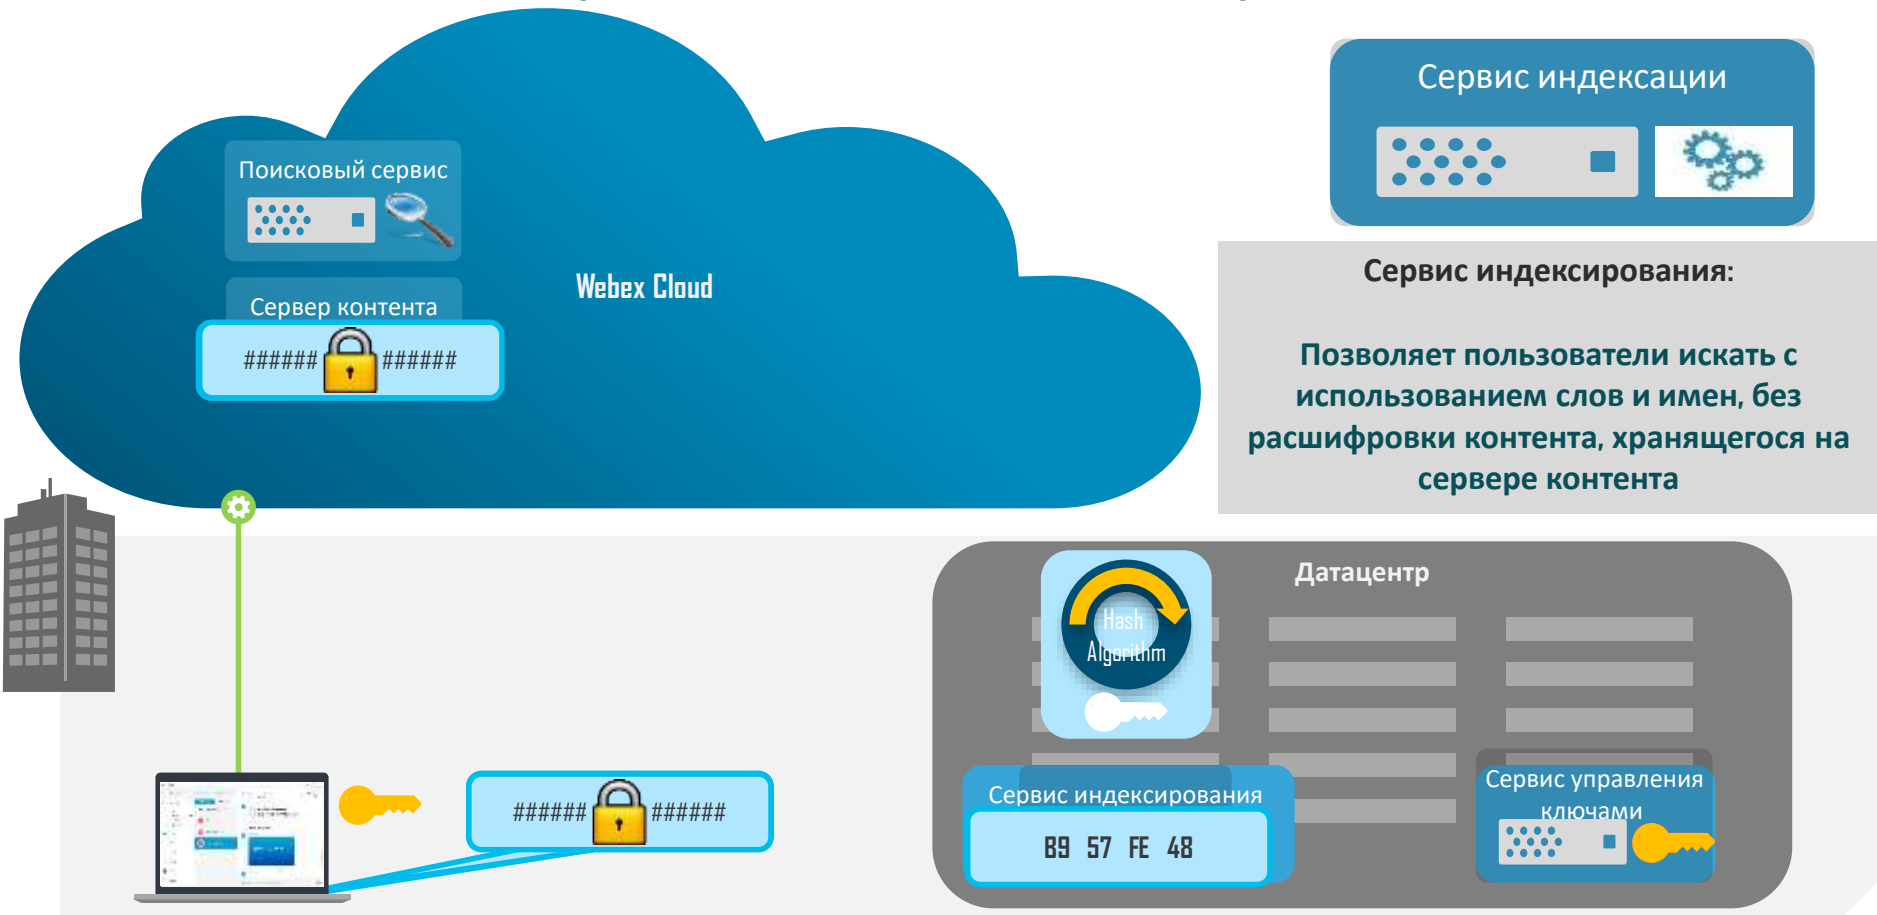 Сервис индексации
Поисковый сервис
Webex Cloud
Сервер контента
###### ######
Сервис индексирования:
Позволяет пользователи искать с
использованием слов и имен, без
расшифровки контента, хранящегося на
сервере контента
Датацентр
Hash
Algorithm
###### ######
Сервис индексирования
B9 57 FE 48
Сервис управления
ключами